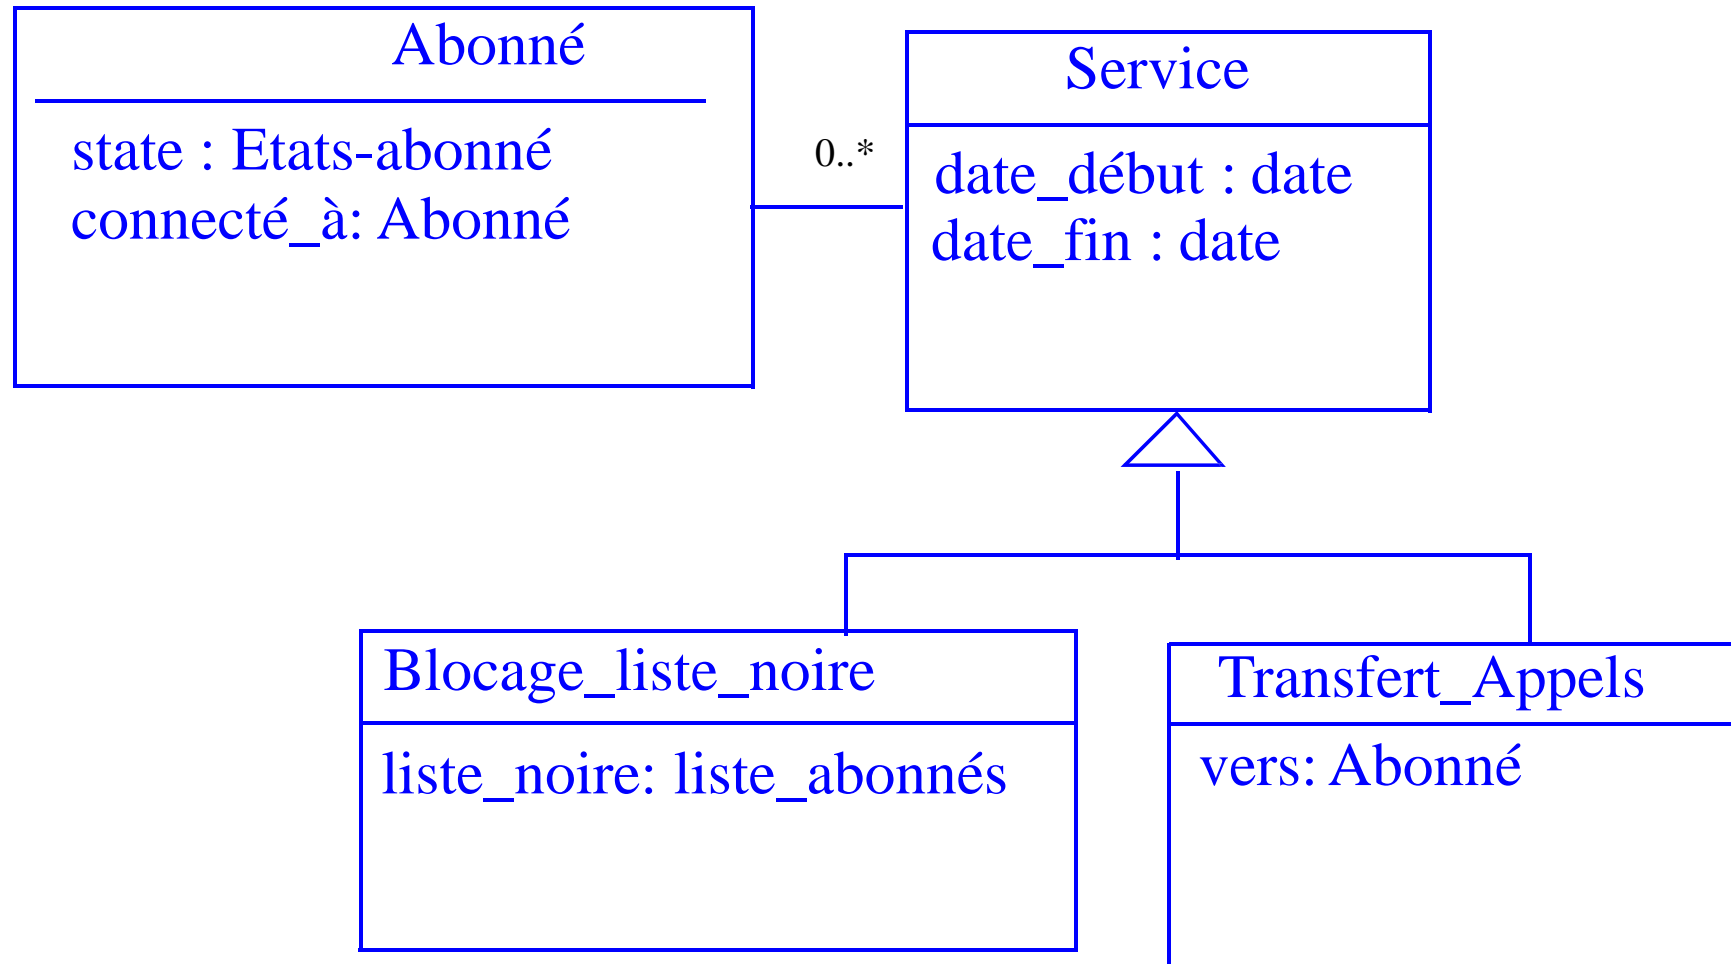 Abonné
state : Etats-abonné
connecté_à: Abonné
0..*
Service
date_début : date
date_fin : date
Blocage_liste_noire
liste_noire: liste_abonnés
Transfert_Appels
vers: Abonné